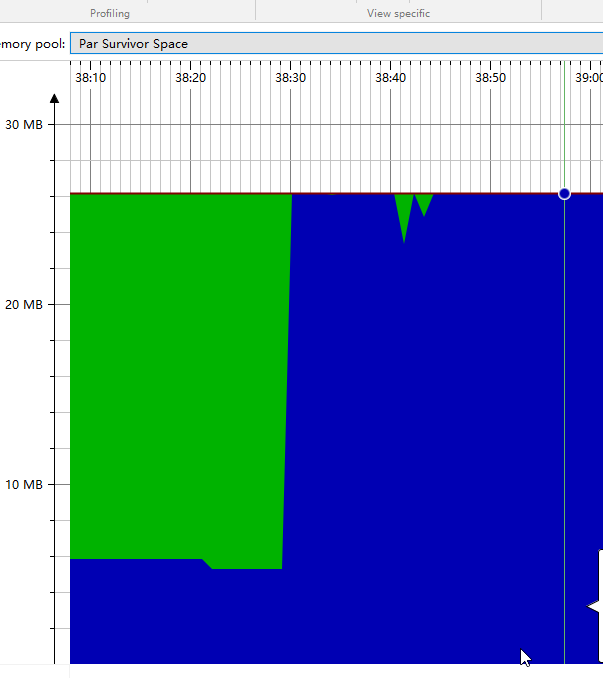 Profiling View specific
emory pool: Par Survivor Space
38:10 38:20 38:30 38:40 38:50 39:00
30 MB
20 MB
10 MB